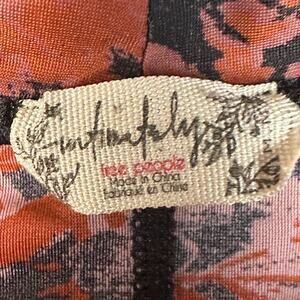 Intimately
free people
Made in China
Fabriqué en Chine